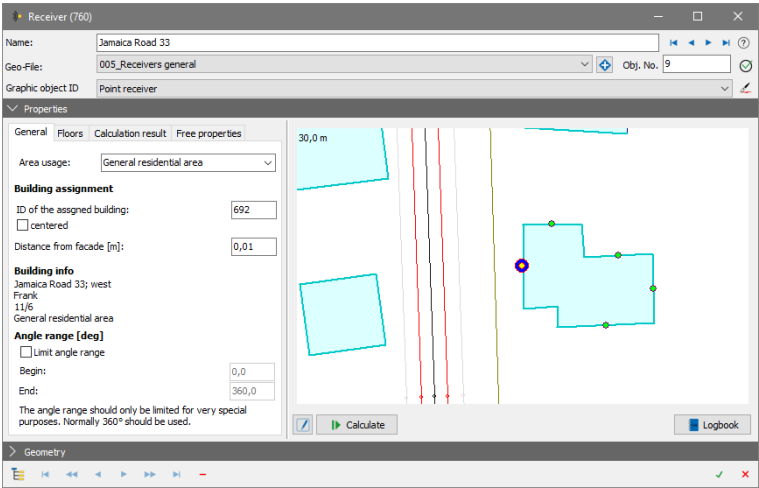 Receiver (760)
Name: Jamaica Road 33
Geo-File: 005_Receivers general Obj. No. 9
Graphic object ID Point receiver
Properties
General Floors Calculation result Free properties
Area usage: General residential area
Building assignment
ID of the assgned building: 692
centered
Distance from facade [m]: 0,01
Building info
Jamaica Road 33; west
Frank
11/6
General residential area
Angle range [deg]
Limit angle range
Begin: 0,0
End: 360,0
The angle range should only be limited for very special
purposes. Normally 360° should be used.
30,0 m
Calculate
Logbook
Geometry